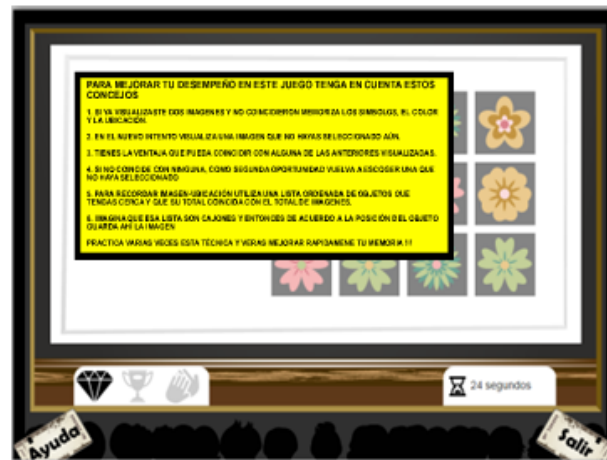 PARA MEJORAR TU DESEMPEÑO EN ESTE JUEGO TENGA EN CUENTA ESTOS
CONCEJOS
1. SI YA VISUALIZASTE DOS IMAGENES Y NO COINCIDIERON MEMORIZA LOS SIMBOLOS, EL COLOR
Y LA UBICACIÓN.
2. EN EL NUEVO INTENTO VISUALIZA UNA IMAGEN QUE NO HAYAS SELECCIONADO AÚN.
3. TIENES LA VENTAJA QUE PUEDA COINCIDIR CON ALGUNA DE LAS ANTERIORES VISUALIZADAS.
4. SI NO COINCIDE CON NINGUNA, COMO SEGUNDA OPORTUNIDAD VUELVA A ESCOGER UNA QUE
NO HAYA SELECCIONADO
5. PARA RECORDAR IMAGEN-UBICACIÓN UTILIZA UNA LISTA ORDENADA DE OBJETOS QUE
TENGAS CERCA Y QUE SU TOTAL COINCIDA CON EL TOTAL DE IMAGENES.
6. IMAGINA QUE ESA LISTA SON CAJONES Y ENTONCES DE ACUERDO A LA POSICIÓN DEL OBJETO
GUARDA AHÍ LA IMAGEN
PRACTICA VARIAS VECES ESTA TÉCNICA Y VERAS MEJORAR RAPIDAMENE TU MEMORIA !!!
24 segundos
Ayuda
Salir